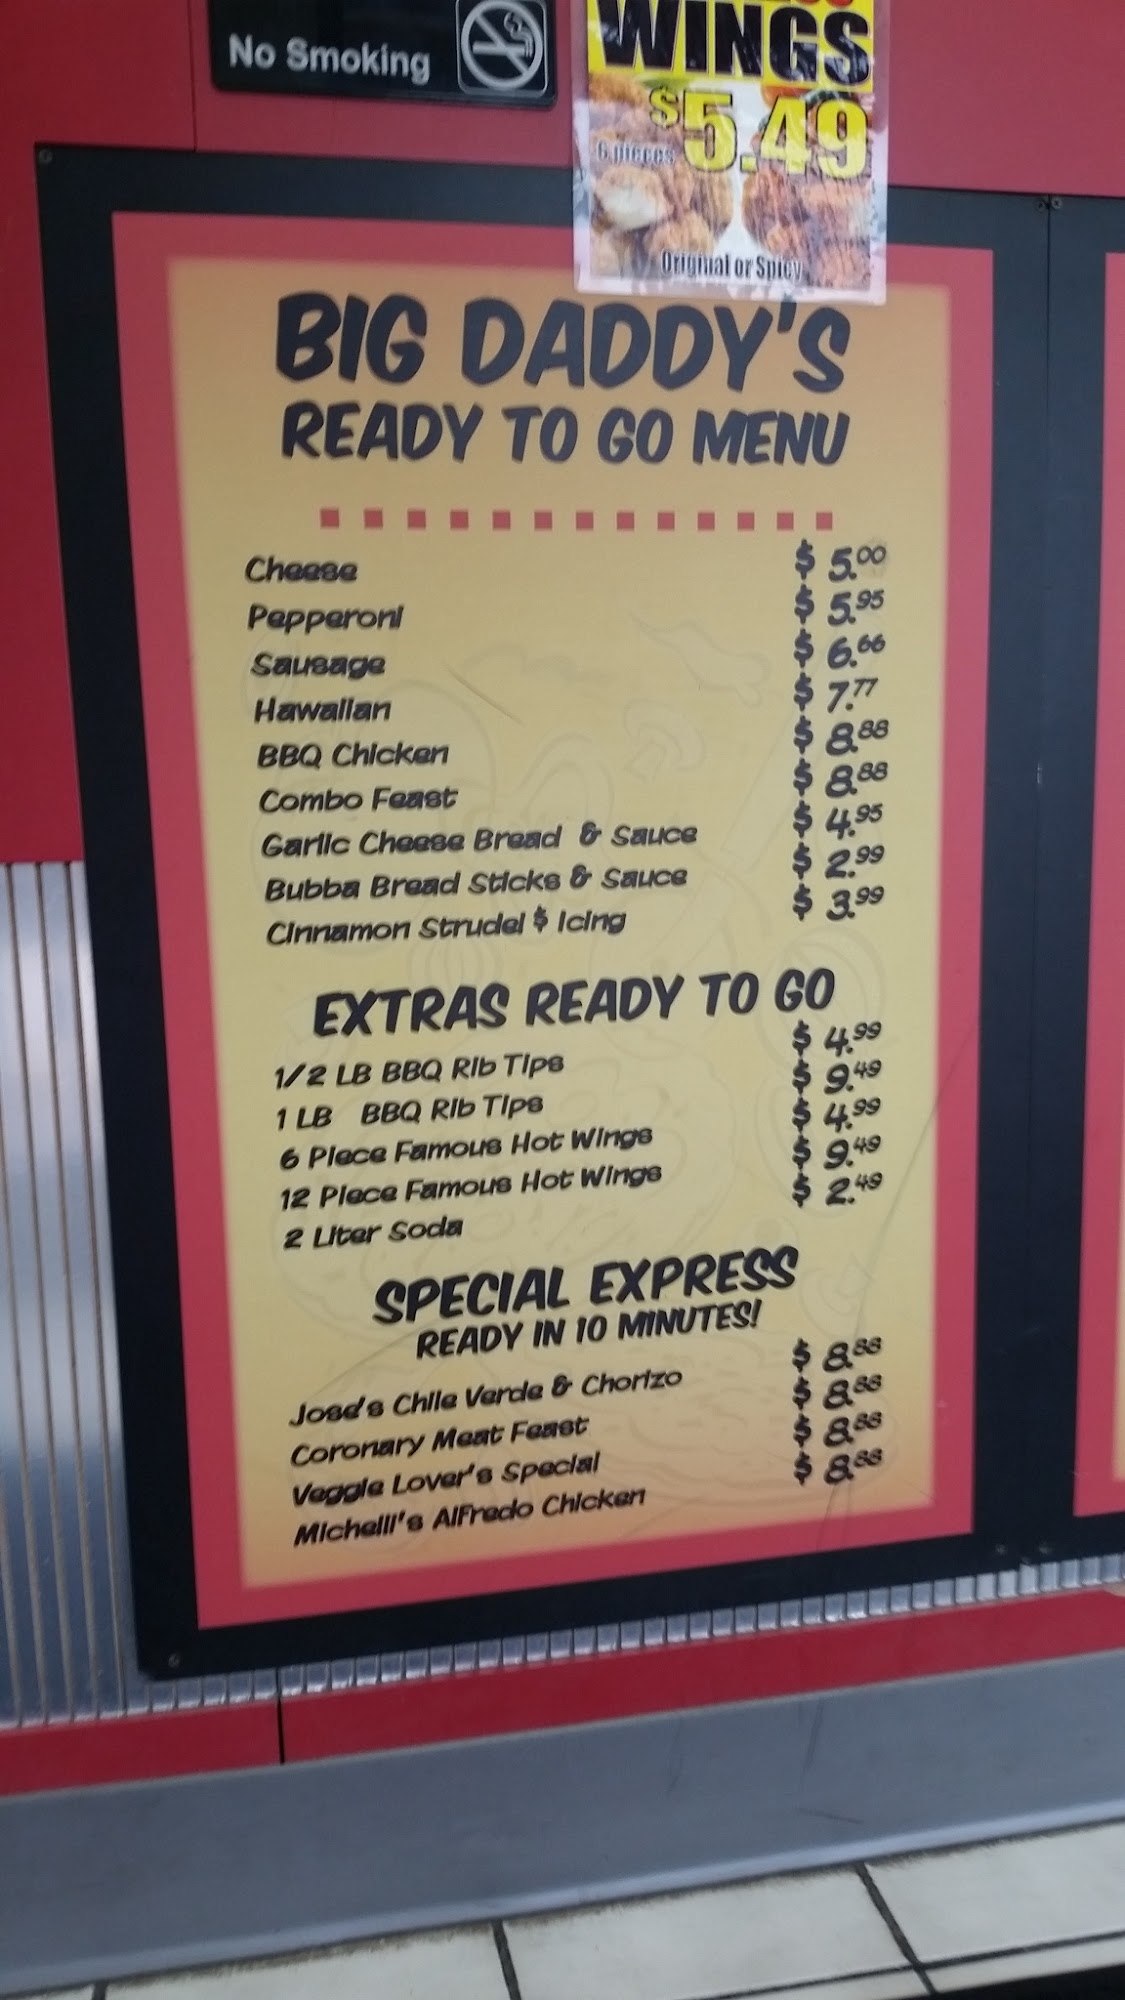 No Smoking
WINGS
$5.49
6 pieces
Original or Spicy
BIG DADDY'S
READY TO GO MENU
Cheese $ 5.00
Pepperoni $ 5.95
Sausage $ 6.66
Hawaiian $ 7.77
BBQ Chicken $ 8.88
Combo Feast $ 8.88
Garlic Cheese Bread & Sauce $ 4.95
Bubba Bread Sticks & Sauce $ 2.99
Cinnamon Strudel $ Icing $ 3.99
EXTRAS READY TO GO
1/2 LB BBQ Rib Tips $ 4.99
1 LB BBQ Rib Tips $ 9.49
6 Piece Famous Hot Wings $ 4.99
12 Piece Famous Hot Wings $ 9.49
2 Liter Soda $ 2.49
SPECIAL EXPRESS
READY IN 10 MINUTES!
Jose's Chile Verde & Chorizo $ 8.88
Coronary Meat Feast $ 8.88
Veggie Lover's Special $ 8.88
Michelli's Alfredo Chicken $ 8.88